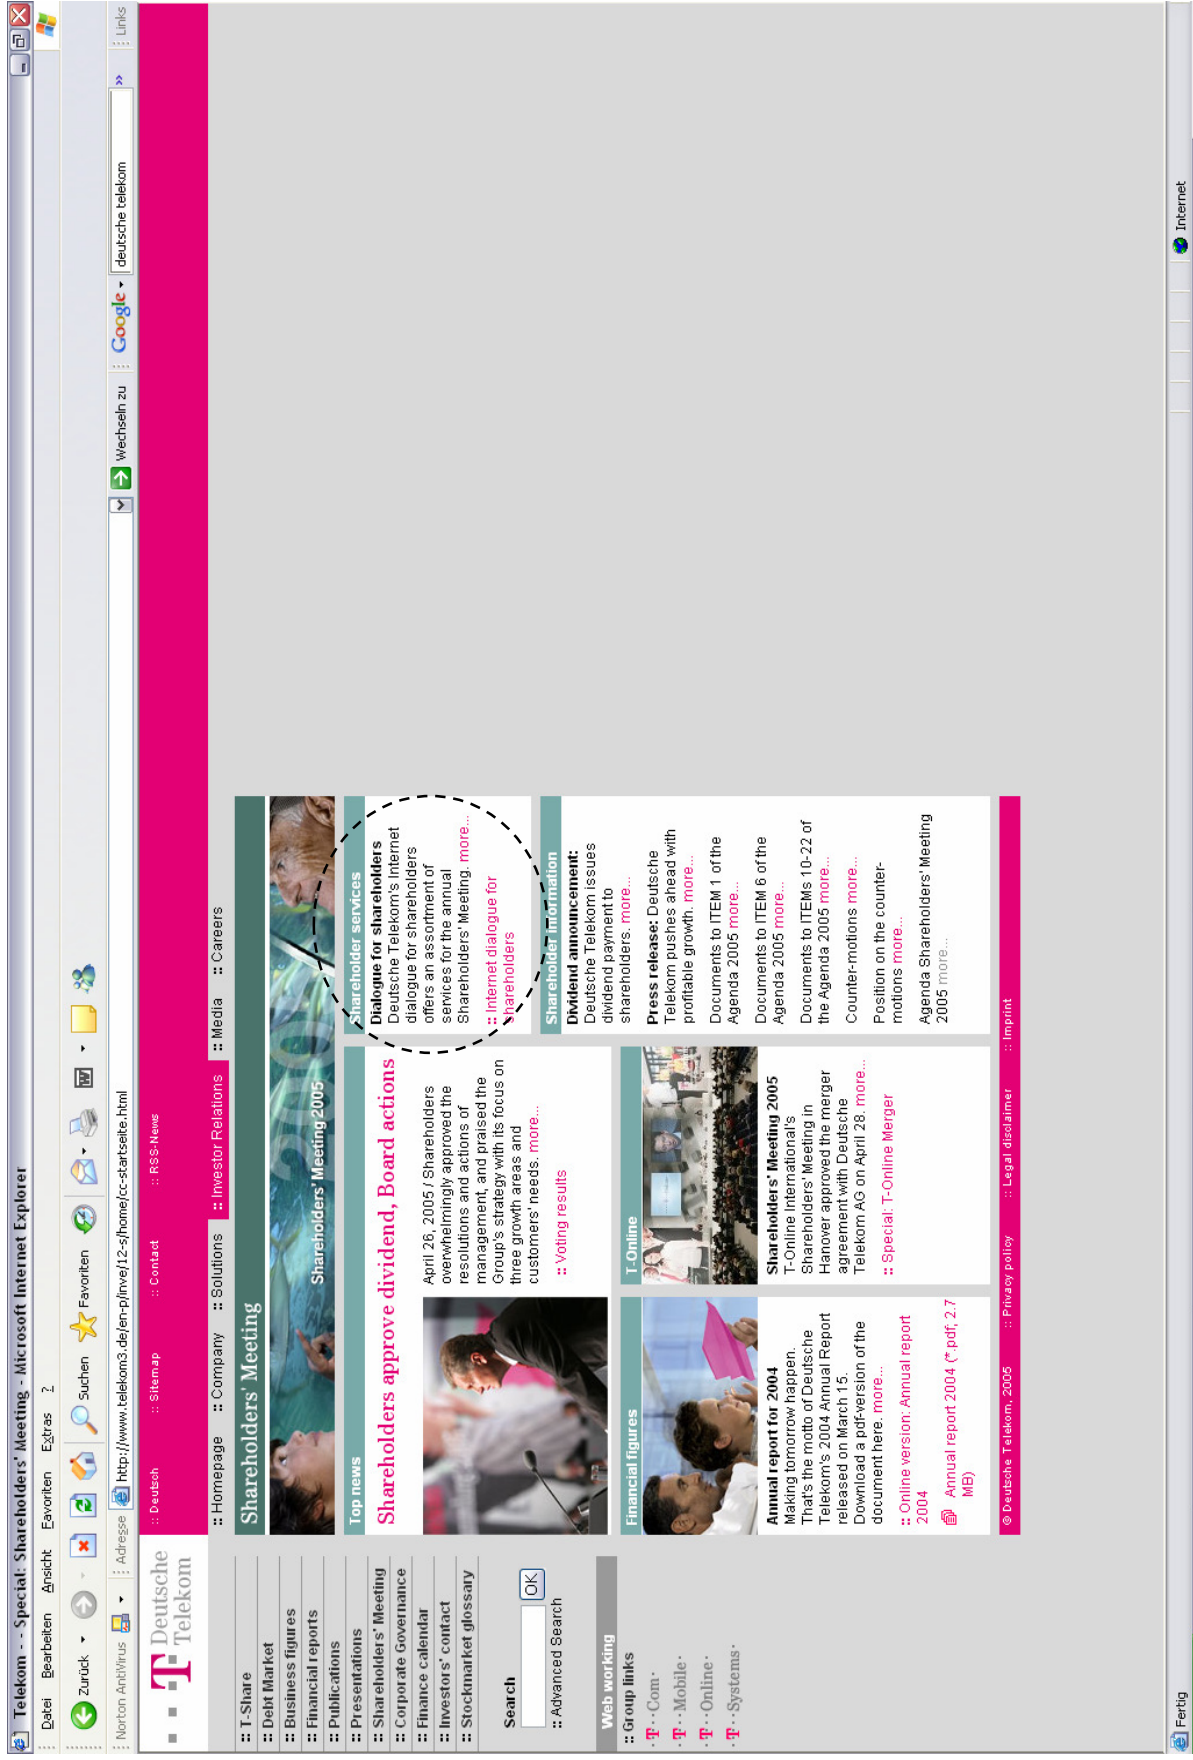 Telekom - - Special: Shareholders' Meeting - Microsoft Internet Explorer
Datei Bearbeiten Ansicht Favoriten Extras ?
Zurück Suchen Favoriten
Norton AntiVirus Adresse http://www.telekom3.de/en-p/inve/12-s/home/cc-startseite.html Wechseln zu Google deutsche telekom » Links
T Deutsche
Telekom
:: Deutsch :: Sitemap :: Contact :: RSS-News
:: Homepage :: Company :: Solutions :: Investor Relations :: Media :: Careers
:: T-Share
:: Debt Market
:: Business figures
:: Financial reports
:: Publications
:: Presentations
:: Shareholders' Meeting
:: Corporate Governance
:: Finance calendar
:: Investors' contact
:: Stockmarket glossary
Search
OK
:: Advanced Search
Web working
:: Group links
·T··Com·
·T··Mobile·
·T··Online·
·T··Systems·
Shareholders' Meeting
Shareholders' Meeting 2005
Top news
Shareholders approve dividend, Board actions
April 26, 2005 / Shareholders
overwhelmingly approved the
resolutions and actions of
management, and praised the
Group's strategy with its focus on
three growth areas and
customers' needs. more...
:: Voting results
Financial figures
Annual report for 2004
Making tomorrow happen.
That's the motto of Deutsche
Telekom's 2004 Annual Report
released on March 15.
Download a pdf-version of the
document here. more...
:: Online version: Annual report
2004
Annual report 2004 (*.pdf, 2.7
MB)
T-Online
Shareholders' Meeting 2005
T-Online International's
Shareholders' Meeting in
Hanover approved the merger
agreement with Deutsche
Telekom AG on April 28. more...
:: Special: T-Online Merger
Shareholder services
Dialogue for shareholders
Deutsche Telekom's Internet
dialogue for shareholders
offers an assortment of
services for the annual
Shareholders' Meeting. more...
:: Internet dialogue for
shareholders
Shareholder information
Dividend announcement:
Deutsche Telekom issues
dividend payment to
shareholders. more...
Press release: Deutsche
Telekom pushes ahead with
profitable growth. more...
Documents to ITEM 1 of the
Agenda 2005 more...
Documents to ITEM 6 of the
Agenda 2005 more...
Documents to ITEMs 10-22 of
the Agenda 2005 more...
Counter-motions more...
Position on the counter-
motions more...
Agenda Shareholders' Meeting
2005 more...
© Deutsche Telekom, 2005 :: Privacy policy :: Legal disclaimer :: Imprint
Fertig Internet